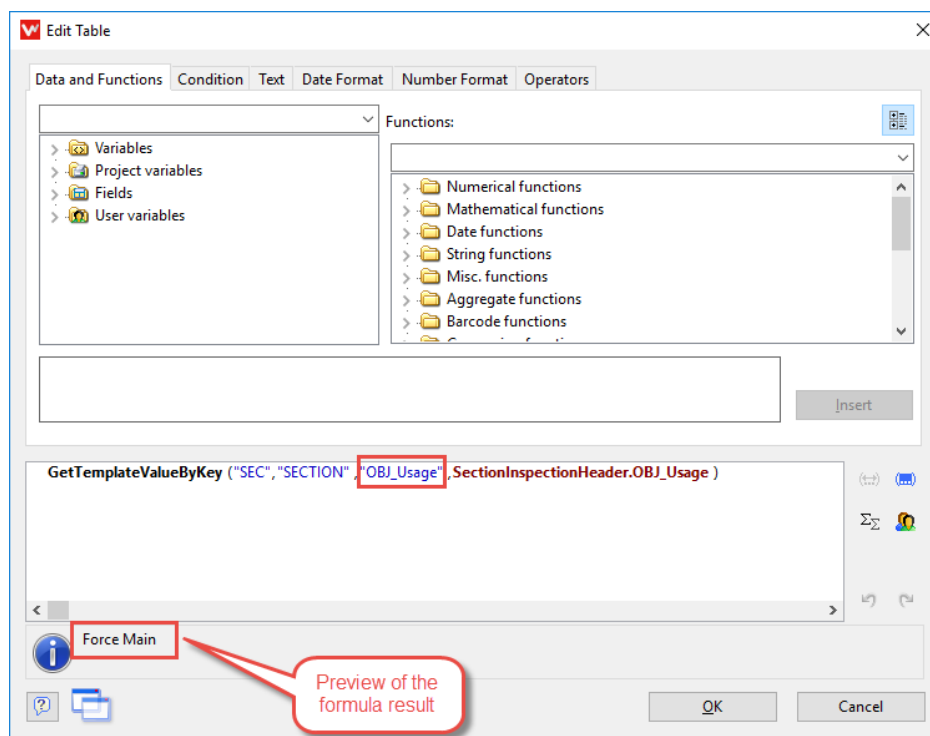 Edit Table
Data and Functions Condition Text Date Format Number Format Operators
Functions:
Variables
Project variables
Fields
User variables
Numerical functions
Mathematical functions
Date functions
String functions
Misc. functions
Aggregate functions
Barcode functions
Insert
GetTemplateValueByKey ("SEC","SECTION" ,"OBJ_Usage" ,SectionInspectionHeader.OBJ_Usage )
Force Main
Preview of the
formula result
OK Cancel